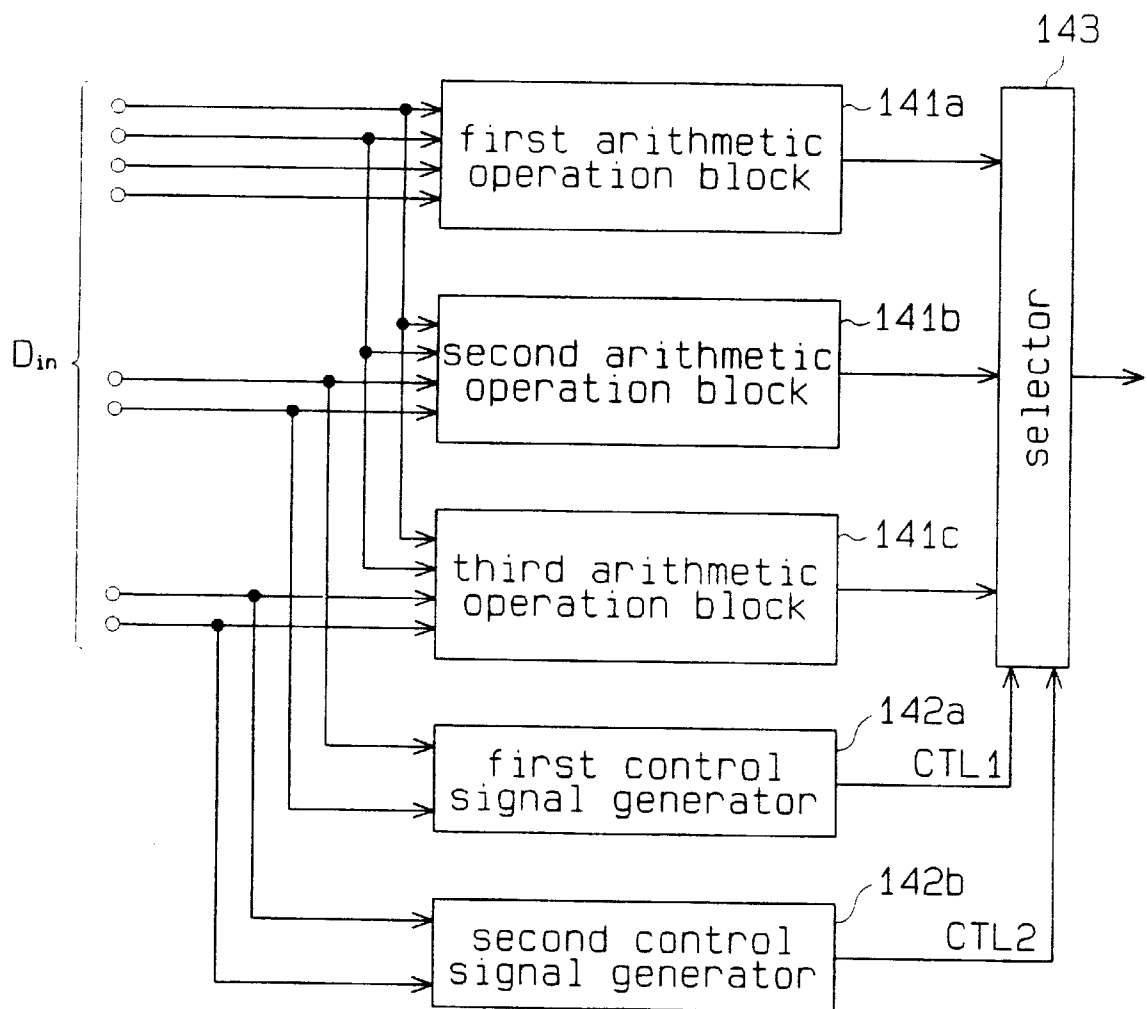 143
141a
first arithmetic
operation block
141b
Din
second arithmetic
operation block
selector
141c
third arithmetic
operation block
142a
first control
signal generator
CTL1
142b
second control
signal generator
CTL2